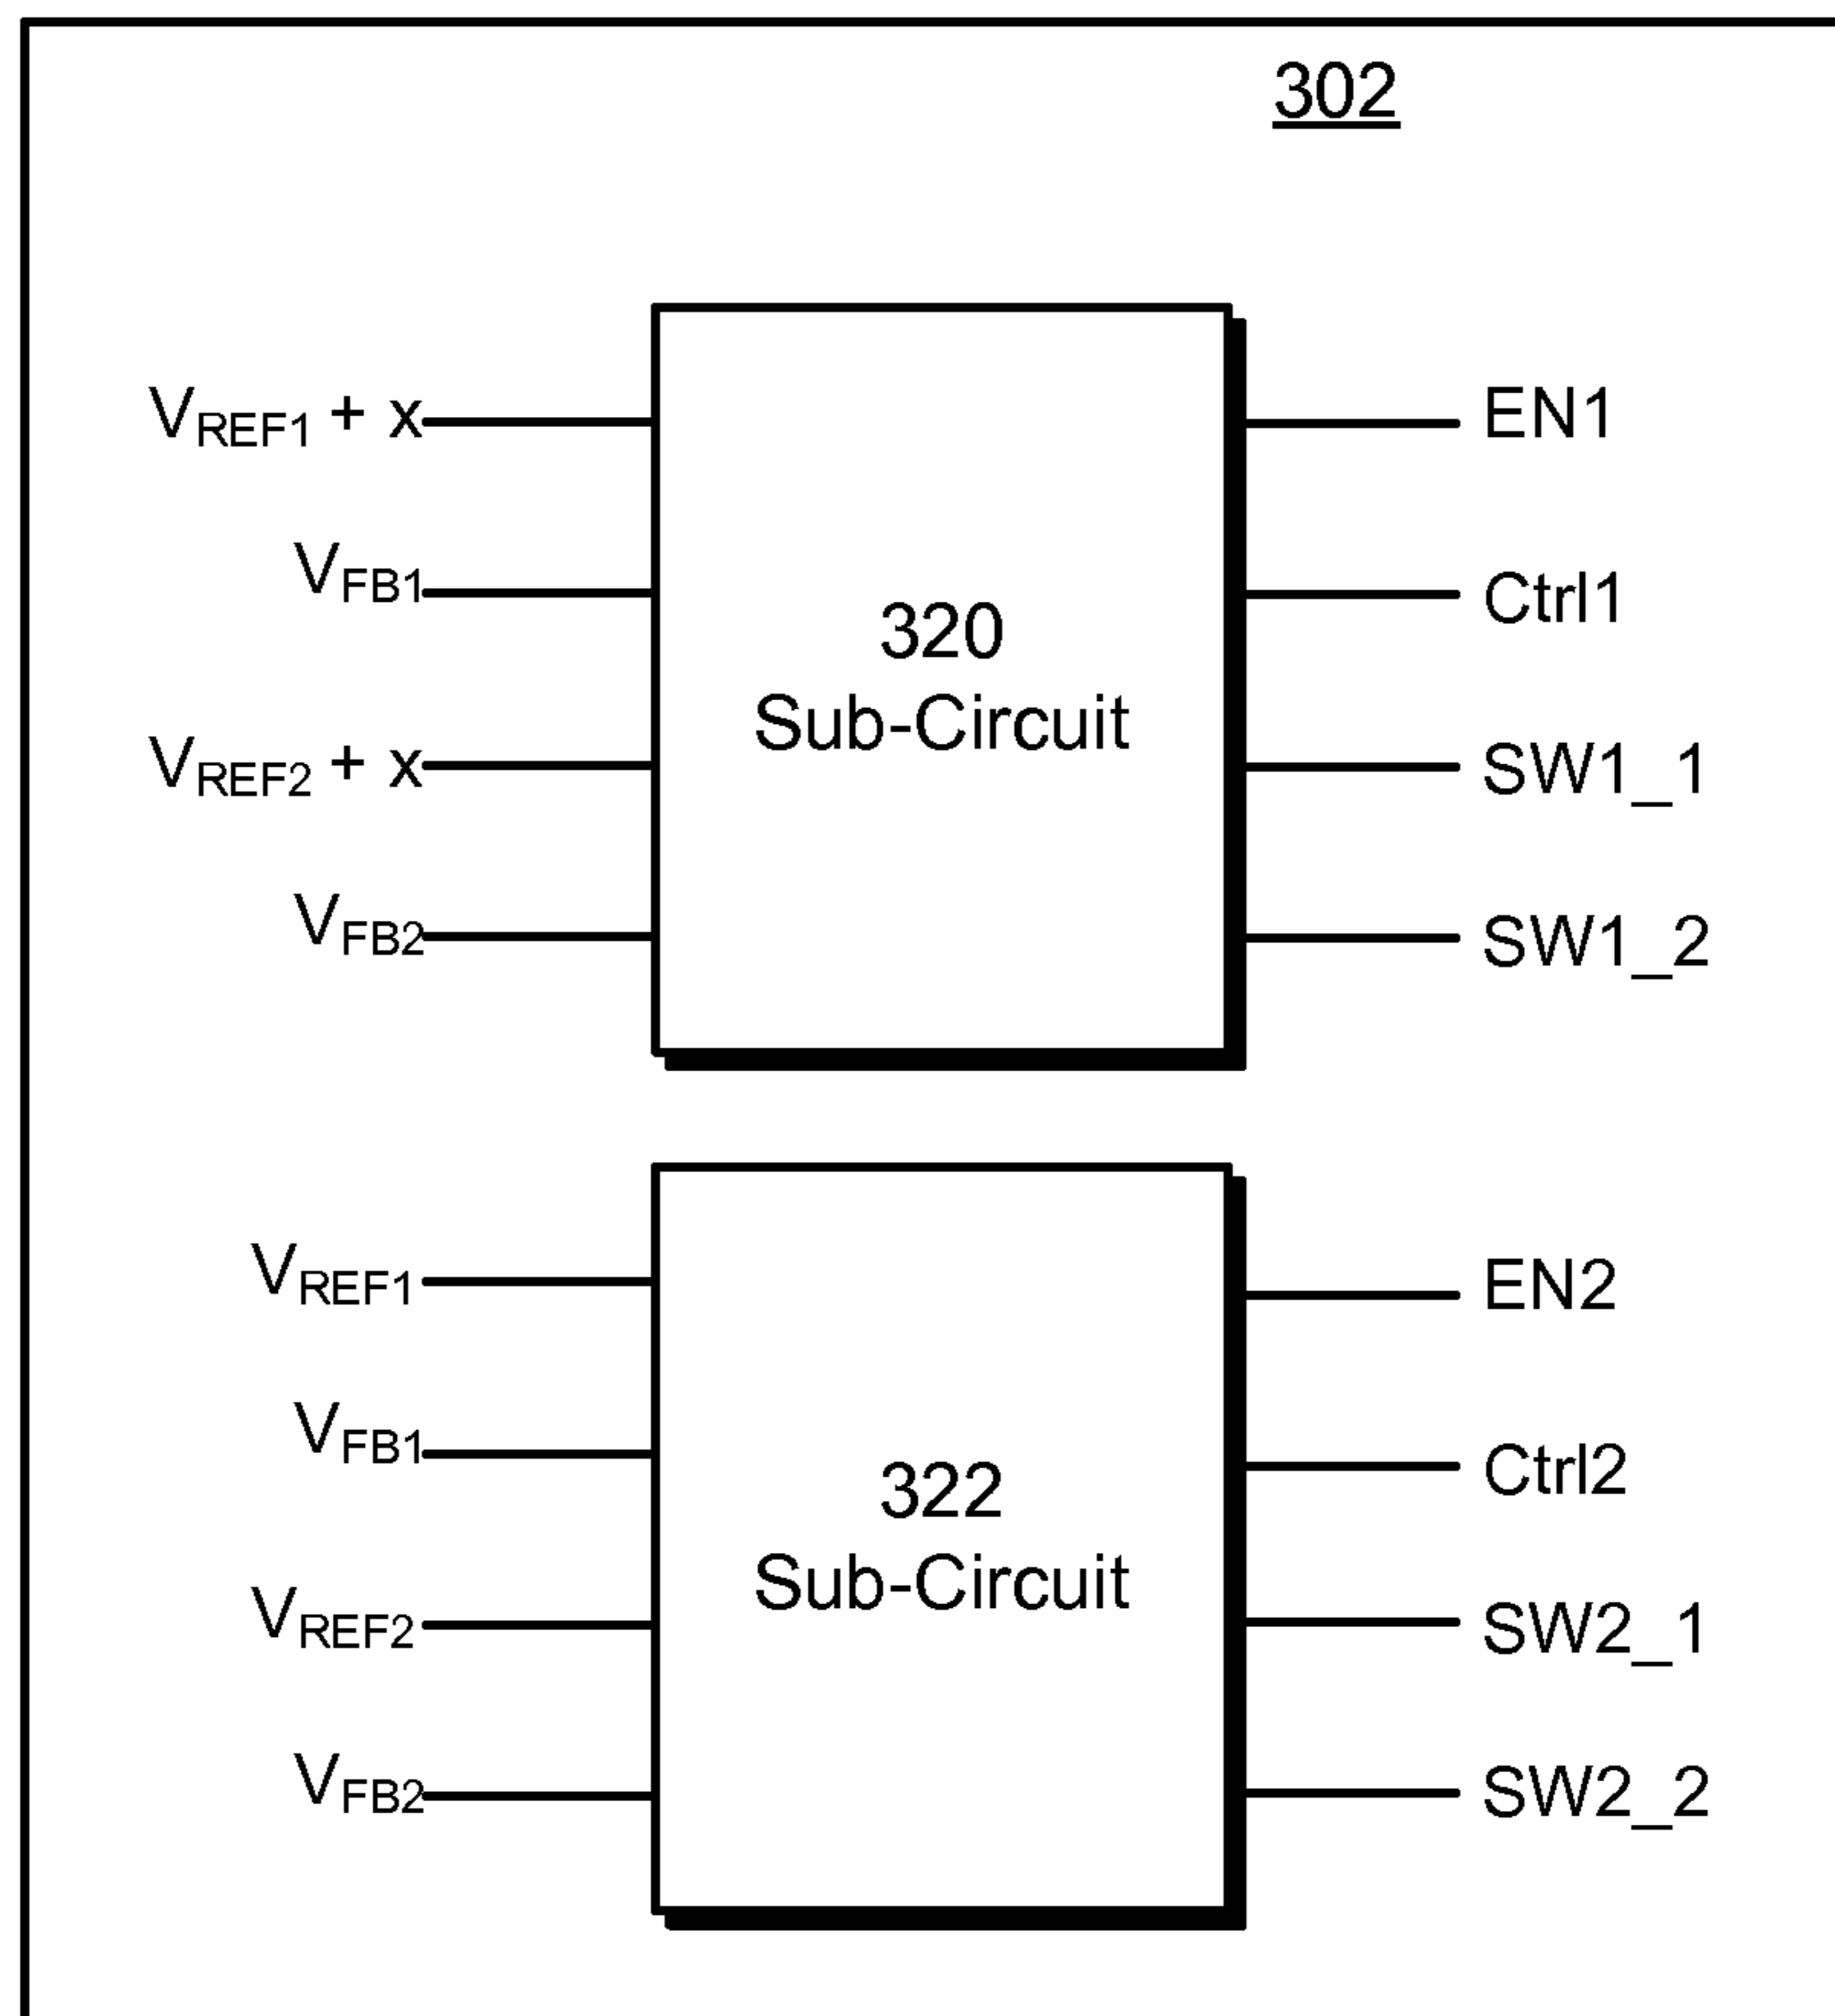 302
V_REF1 + x
V_FB1
V_REF2 + x
V_FB2
320
Sub-Circuit
EN1
Ctrl1
SW1_1
SW1_2
V_REF1
V_FB1
V_REF2
V_FB2
322
Sub-Circuit
EN2
Ctrl2
SW2_1
SW2_2